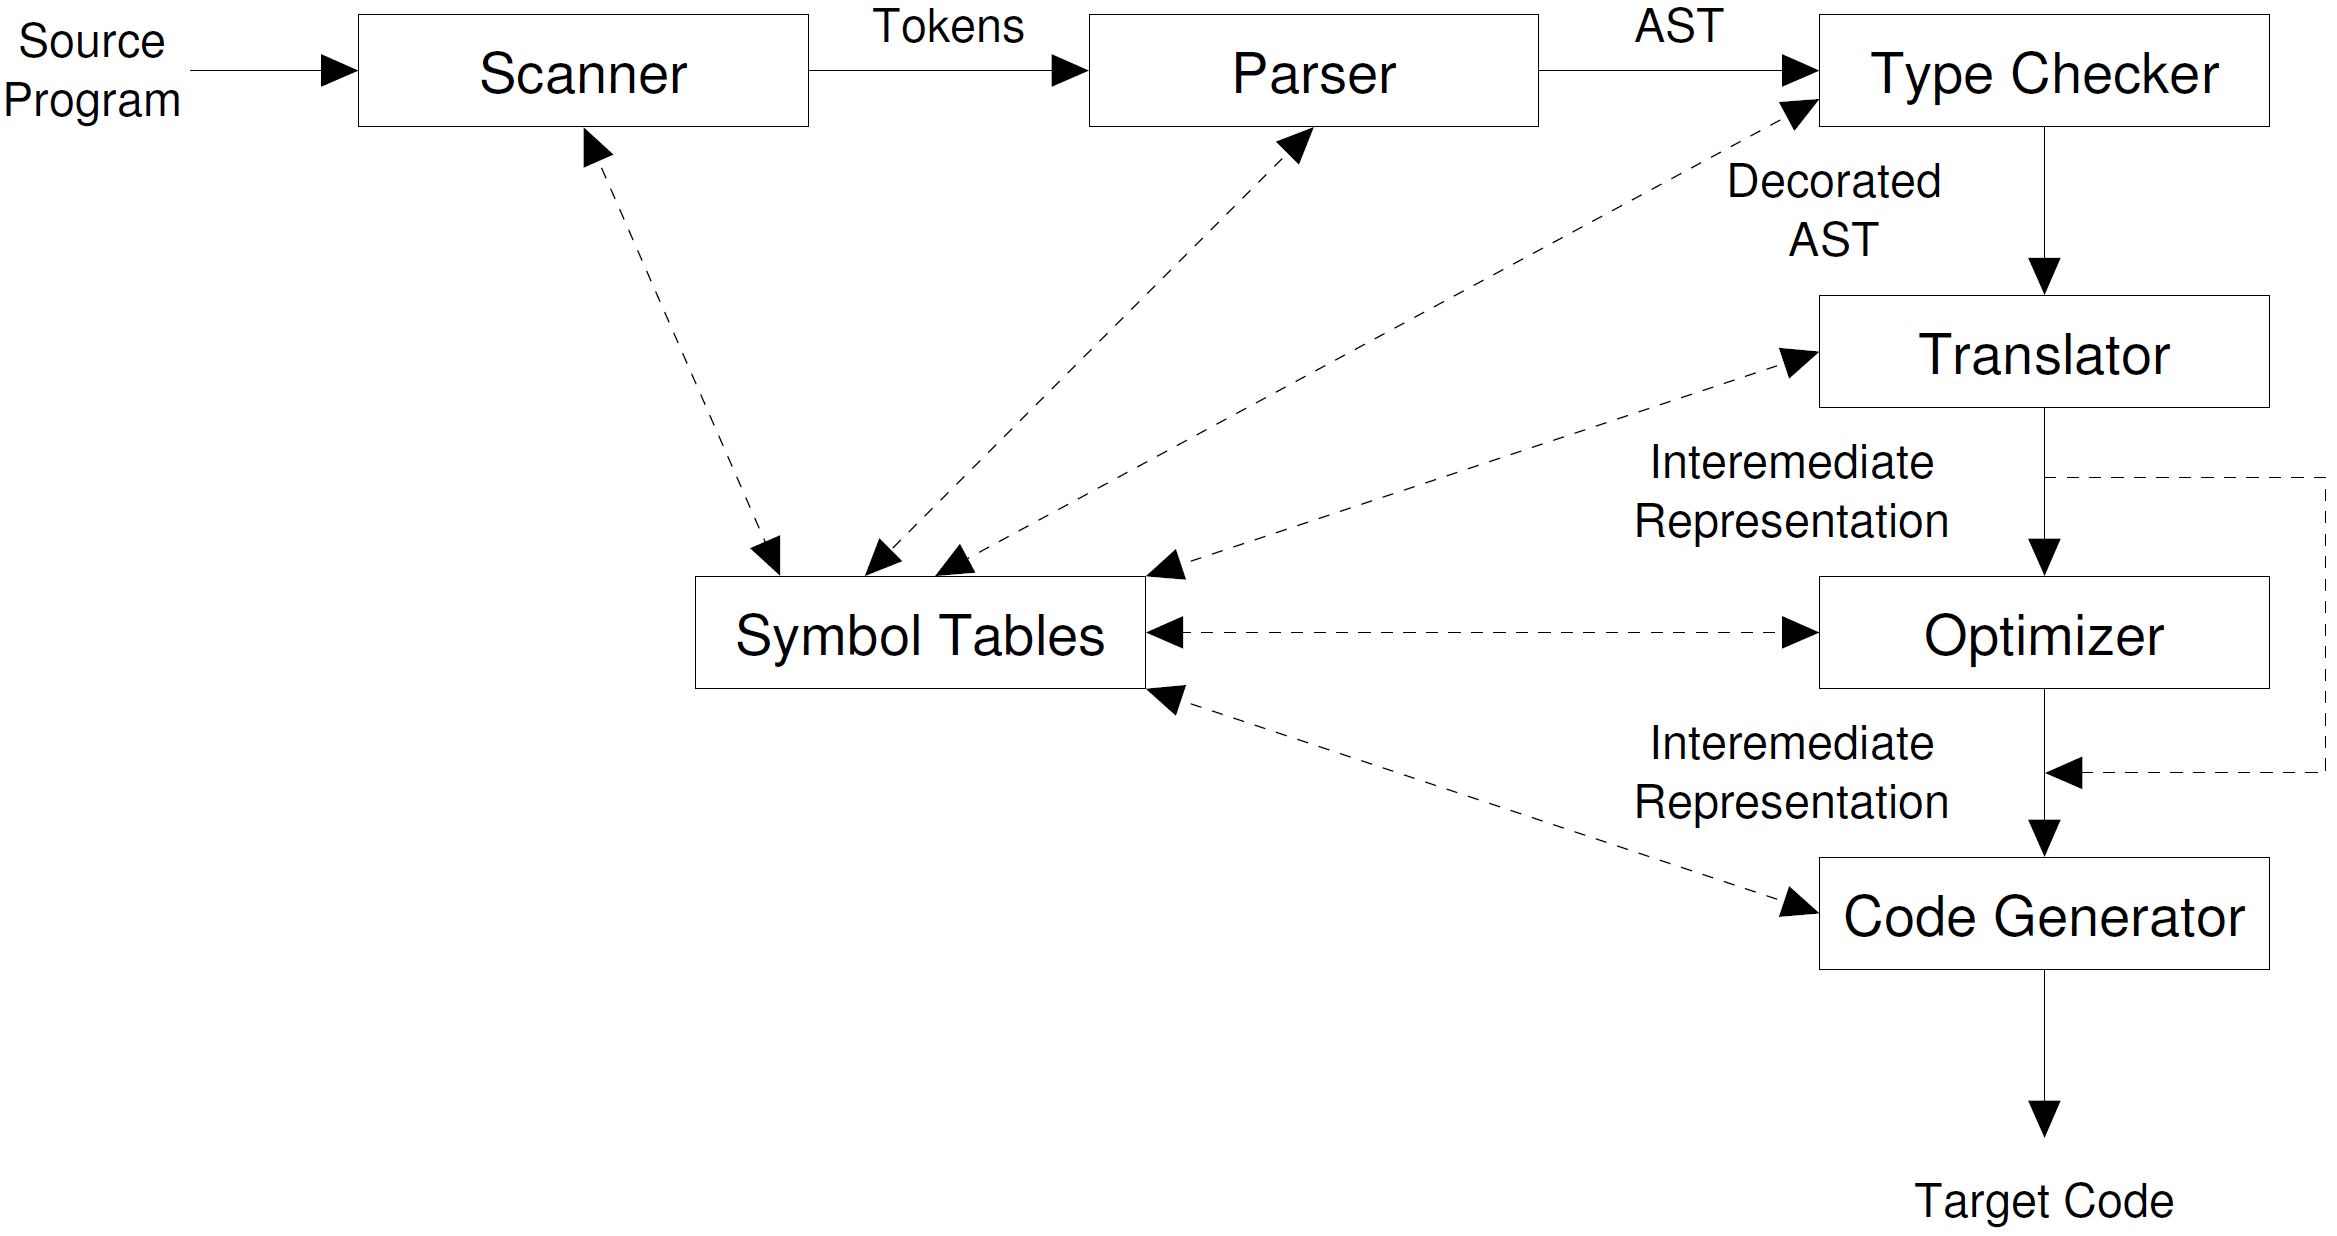 Source
Program
Scanner
Tokens
Parser
AST
Type Checker
Decorated
AST
Translator
Interemediate
Representation
Symbol Tables
Optimizer
Interemediate
Representation
Code Generator
Target Code